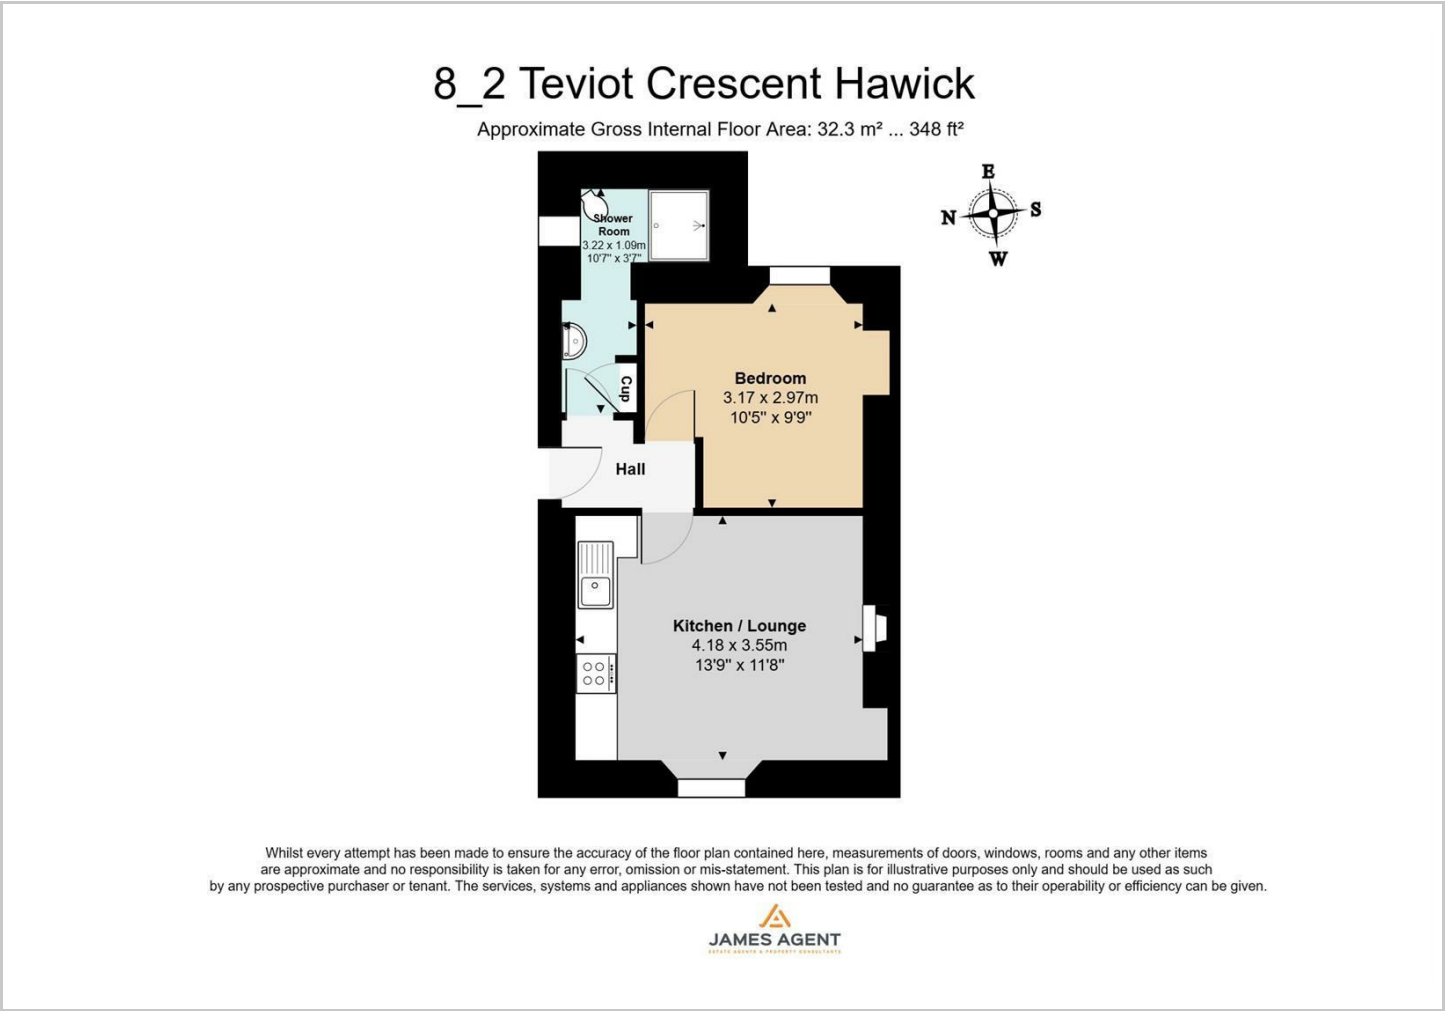 8_2 Teviot Crescent Hawick
Approximate Gross Internal Floor Area: 32.3 m² ... 348 ft²
E
N
S
W
Shower
Room
3.22 x 1.09m
10'7" x 3'7"
Cup
Bedroom
3.17 x 2.97m
10'5" x 9'9"
Hall
Kitchen / Lounge
4.18 x 3.55m
13'9" x 11'8"
Whilst every attempt has been made to ensure the accuracy of the floor plan contained here, measurements of doors, windows, rooms and any other items
are approximate and no responsibility is taken for any error, omission or mis-statement. This plan is for illustrative purposes only and should be used as such
by any prospective purchaser or tenant. The services, systems and appliances shown have not been tested and no guarantee as to their operability or efficiency can be given.
JAMES AGENT
ESTATE AGENTS & PROPERTY CONSULTANTS